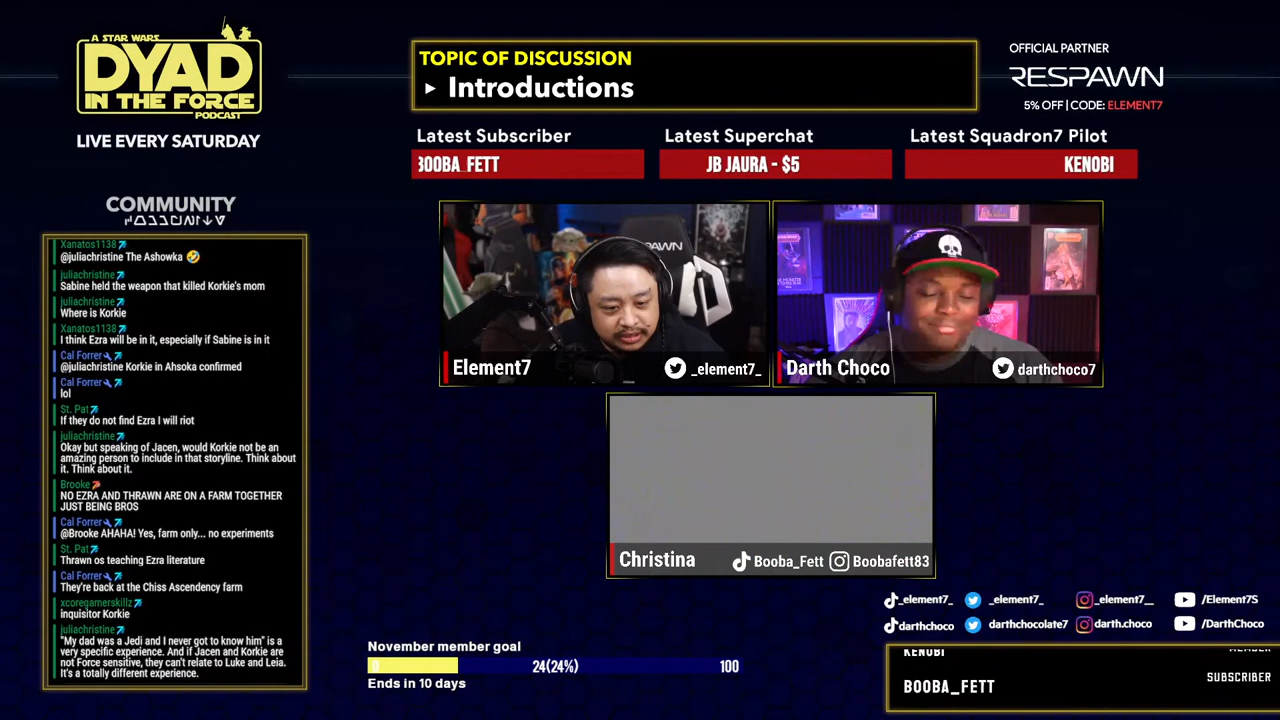 A STAR WARS
DYAD
IN THE FORCE
PODCAST
LIVE EVERY SATURDAY
TOPIC OF DISCUSSION
► Introductions
OFFICIAL PARTNER
RESPAWN
5% OFF | CODE: ELEMENT7
Latest Subscriber
BOOBA_FETT
Latest Superchat
JB JAURA - $5
Latest Squadron7 Pilot
KENOBI
COMMUNITY
Xanatos1138
@juliachristine The Ashowka 🤣
juliachristine
Sabine held the weapon that killed Korkie's mom
juliachristine
Where is Korkie
Xanatos1138
I think Ezra will be in it, especially if Sabine is in it
Cal Forrer
@juliachristine Korkie in Ahsoka confirmed
Cal Forrer
lol
St. Pat
If they do not find Ezra I will riot
juliachristine
Okay but speaking of Jacen, would Korkie not be an
amazing person to include in that storyline. Think about
it. Think about it.
Brooke
NO EZRA AND THRAWN ARE ON A FARM TOGETHER
JUST BEING BROS
Cal Forrer
@Brooke AHAHA! Yes, farm only... no experiments
St. Pat
Thrawn os teaching Ezra literature
Cal Forrer
They're back at the Chiss Ascendency farm
xcoregamerskillz
inquisitor Korkie
juliachristine
"My dad was a Jedi and I never got to know him" is a
very specific experience. And if Jacen and Korkie are
not Force sensitive, they can't relate to Luke and Leia.
It's a totally different experience.
Element7
_element7_
Darth Choco
darthchoco7
Christina
Booba_Fett
Boobafett83
November member goal
0
24(24%)
100
Ends in 10 days
_element7_
_element7_
_element7__
/Element7S
darthchoco
darthchocolate7
darth.choco
/DarthChoco
KENOBI
MEMBER
BOOBA_FETT
SUBSCRIBER